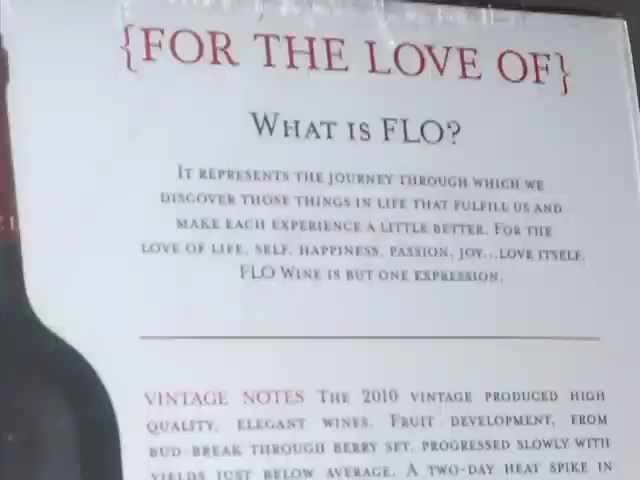 {FOR THE LOVE OF}
WHAT IS FLO?
IT REPRESENTS THE JOURNEY THROUGH WHICH WE
DISCOVER THOSE THINGS IN LIFE THAT FULFILL US AND
MAKE EACH EXPERIENCE A LITTLE BETTER. FOR THE
LOVE OF LIFE, SELF, HAPPINESS, PASSION, JOY...LOVE ITSELF.
FLO WINE IS BUT ONE EXPRESSION.
VINTAGE NOTES THE 2010 VINTAGE PRODUCED HIGH
QUALITY, ELEGANT WINES. FRUIT DEVELOPMENT, FROM
BUD-BREAK THROUGH BERRY SET, PROGRESSED SLOWLY WITH
YIELDS JUST BELOW AVERAGE. A TWO-DAY HEAT SPIKE IN